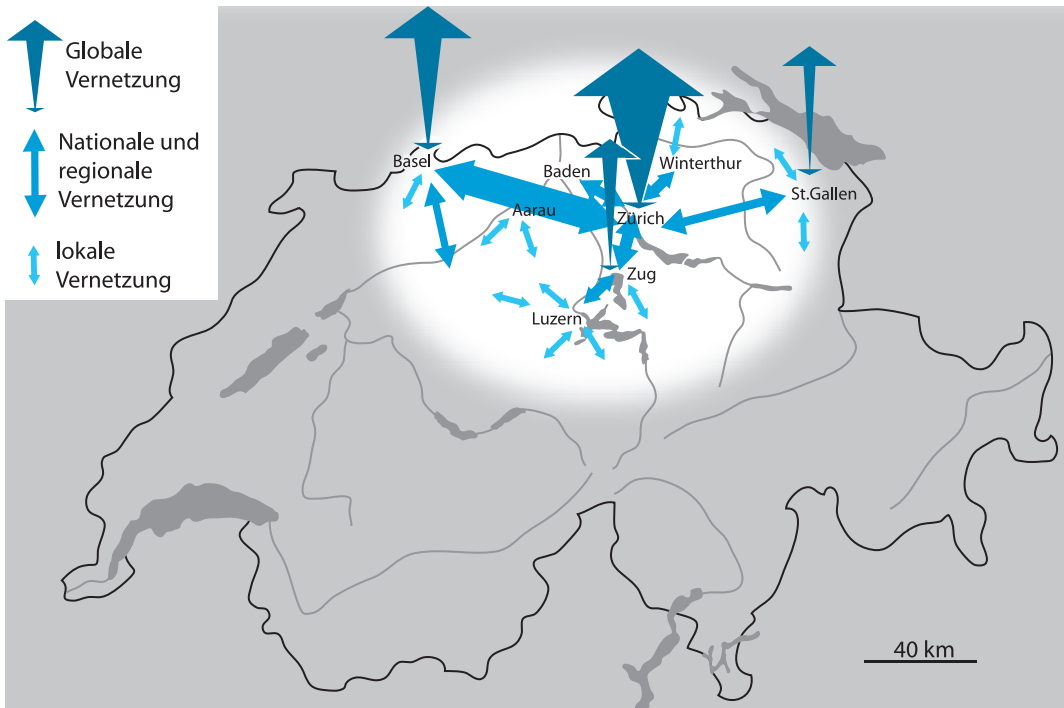 Globale
Vernetzung
Nationale und
regionale
Vernetzung
lokale
Vernetzung
Basel
Baden
Winterthur
Aarau
Zürich
St.Gallen
Zug
Luzern
40 km